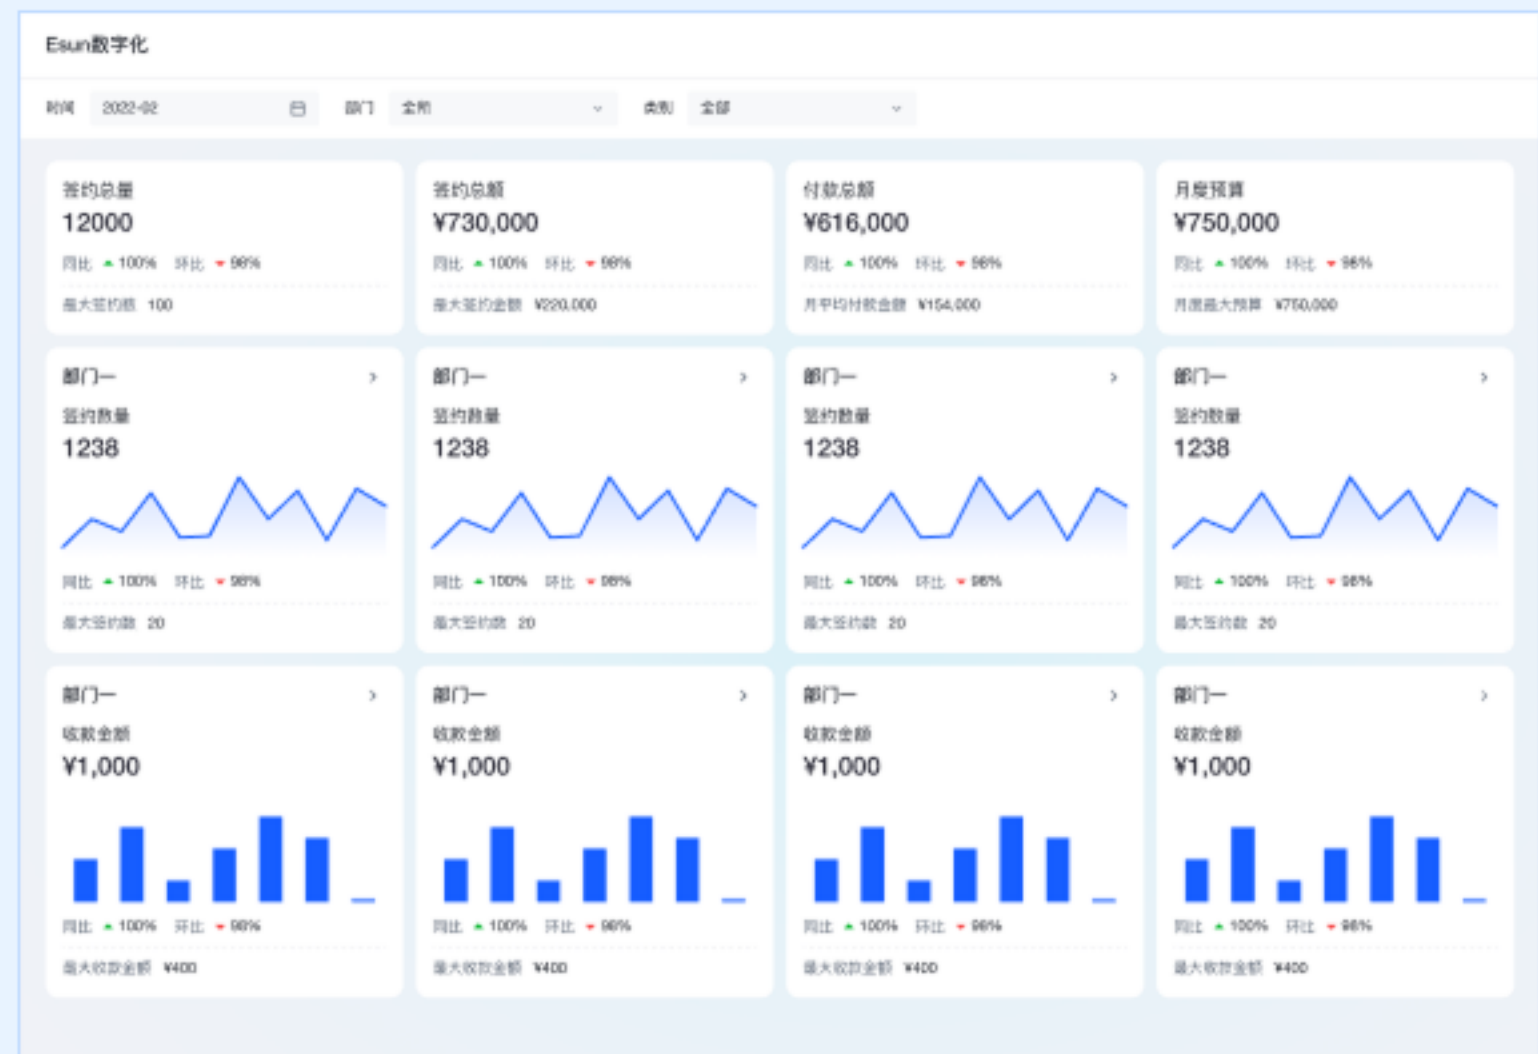 Esun数字化
时间 2022-02 部门 全部 类别 全部
签约总量 签约总额 付款总额 月度预算
12000 ¥730,000 ¥616,000 ¥750,000
同比 100% 环比 98% 同比 100% 环比 98% 同比 100% 环比 98% 同比 100% 环比 98%
最大签约数 100 最大签约金额 ¥220,000 月平均付款金额 ¥154,000 月度最大预算 ¥750,000
部门一 部门一 部门一 部门一
签约数量 签约数量 签约数量 签约数量
1238 1238 1238 1238
同比 100% 环比 98% 同比 100% 环比 98% 同比 100% 环比 98% 同比 100% 环比 98%
最大签约数 20 最大签约数 20 最大签约数 20 最大签约数 20
部门一 部门一 部门一 部门一
收款金额 收款金额 收款金额 收款金额
¥1,000 ¥1,000 ¥1,000 ¥1,000
同比 100% 环比 98% 同比 100% 环比 98% 同比 100% 环比 98% 同比 100% 环比 98%
最大收款金额 ¥400 最大收款金额 ¥400 最大收款金额 ¥400 最大收款金额 ¥400